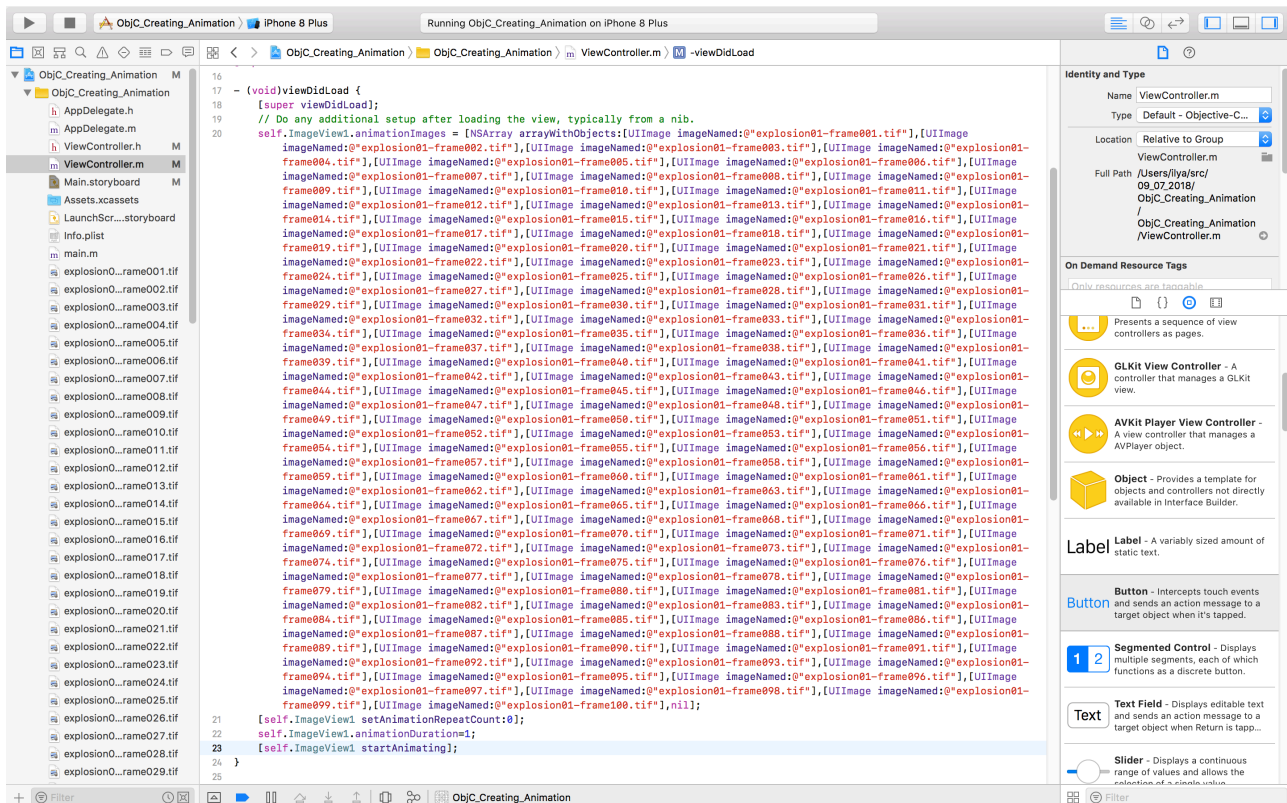 ObjC_Creating_Animation
iPhone 8 Plus
Running ObjC_Creating_Animation on iPhone 8 Plus
ObjC_Creating_Animation
ObjC_Creating_Animation
ViewController.m
M -viewDidLoad
ObjC_Creating_Animation M
ObjC_Creating_Animation
h AppDelegate.h
m AppDelegate.m
h ViewController.h M
m ViewController.m M
Main.storyboard M
Assets.xcassets
LaunchScr....storyboard
Info.plist
m main.m
explosion0...rame001.tif
explosion0...rame002.tif
explosion0...rame003.tif
explosion0...rame004.tif
explosion0...rame005.tif
explosion0...rame006.tif
explosion0...rame007.tif
explosion0...rame008.tif
explosion0...rame009.tif
explosion0...rame010.tif
explosion0...rame011.tif
explosion0...rame012.tif
explosion0...rame013.tif
explosion0...rame014.tif
explosion0...rame015.tif
explosion0...rame016.tif
explosion0...rame017.tif
explosion0...rame018.tif
explosion0...rame019.tif
explosion0...rame020.tif
explosion0...rame021.tif
explosion0...rame022.tif
explosion0...rame023.tif
explosion0...rame024.tif
explosion0...rame025.tif
explosion0...rame026.tif
explosion0...rame027.tif
explosion0...rame028.tif
explosion0...rame029.tif
Filter
16
17 - (void)viewDidLoad {
18 [super viewDidLoad];
19 // Do any additional setup after loading the view, typically from a nib.
20 self.ImageView1.animationImages = [NSArray arrayWithObjects:[UIImage imageNamed:@"explosion01-frame001.tif"],[UIImage
imageNamed:@"explosion01-frame002.tif"],[UIImage imageNamed:@"explosion01-frame003.tif"],[UIImage imageNamed:@"explosion01-
frame004.tif"],[UIImage imageNamed:@"explosion01-frame005.tif"],[UIImage imageNamed:@"explosion01-frame006.tif"],[UIImage
imageNamed:@"explosion01-frame007.tif"],[UIImage imageNamed:@"explosion01-frame008.tif"],[UIImage imageNamed:@"explosion01-
frame009.tif"],[UIImage imageNamed:@"explosion01-frame010.tif"],[UIImage imageNamed:@"explosion01-frame011.tif"],[UIImage
imageNamed:@"explosion01-frame012.tif"],[UIImage imageNamed:@"explosion01-frame013.tif"],[UIImage imageNamed:@"explosion01-
frame014.tif"],[UIImage imageNamed:@"explosion01-frame015.tif"],[UIImage imageNamed:@"explosion01-frame016.tif"],[UIImage
imageNamed:@"explosion01-frame017.tif"],[UIImage imageNamed:@"explosion01-frame018.tif"],[UIImage imageNamed:@"explosion01-
frame019.tif"],[UIImage imageNamed:@"explosion01-frame020.tif"],[UIImage imageNamed:@"explosion01-frame021.tif"],[UIImage
imageNamed:@"explosion01-frame022.tif"],[UIImage imageNamed:@"explosion01-frame023.tif"],[UIImage imageNamed:@"explosion01-
frame024.tif"],[UIImage imageNamed:@"explosion01-frame025.tif"],[UIImage imageNamed:@"explosion01-frame026.tif"],[UIImage
imageNamed:@"explosion01-frame027.tif"],[UIImage imageNamed:@"explosion01-frame028.tif"],[UIImage imageNamed:@"explosion01-
frame029.tif"],[UIImage imageNamed:@"explosion01-frame030.tif"],[UIImage imageNamed:@"explosion01-frame031.tif"],[UIImage
imageNamed:@"explosion01-frame032.tif"],[UIImage imageNamed:@"explosion01-frame033.tif"],[UIImage imageNamed:@"explosion01-
frame034.tif"],[UIImage imageNamed:@"explosion01-frame035.tif"],[UIImage imageNamed:@"explosion01-frame036.tif"],[UIImage
imageNamed:@"explosion01-frame037.tif"],[UIImage imageNamed:@"explosion01-frame038.tif"],[UIImage imageNamed:@"explosion01-
frame039.tif"],[UIImage imageNamed:@"explosion01-frame040.tif"],[UIImage imageNamed:@"explosion01-frame041.tif"],[UIImage
imageNamed:@"explosion01-frame042.tif"],[UIImage imageNamed:@"explosion01-frame043.tif"],[UIImage imageNamed:@"explosion01-
frame044.tif"],[UIImage imageNamed:@"explosion01-frame045.tif"],[UIImage imageNamed:@"explosion01-frame046.tif"],[UIImage
imageNamed:@"explosion01-frame047.tif"],[UIImage imageNamed:@"explosion01-frame048.tif"],[UIImage imageNamed:@"explosion01-
frame049.tif"],[UIImage imageNamed:@"explosion01-frame050.tif"],[UIImage imageNamed:@"explosion01-frame051.tif"],[UIImage
imageNamed:@"explosion01-frame052.tif"],[UIImage imageNamed:@"explosion01-frame053.tif"],[UIImage imageNamed:@"explosion01-
frame054.tif"],[UIImage imageNamed:@"explosion01-frame055.tif"],[UIImage imageNamed:@"explosion01-frame056.tif"],[UIImage
imageNamed:@"explosion01-frame057.tif"],[UIImage imageNamed:@"explosion01-frame058.tif"],[UIImage imageNamed:@"explosion01-
frame059.tif"],[UIImage imageNamed:@"explosion01-frame060.tif"],[UIImage imageNamed:@"explosion01-frame061.tif"],[UIImage
imageNamed:@"explosion01-frame062.tif"],[UIImage imageNamed:@"explosion01-frame063.tif"],[UIImage imageNamed:@"explosion01-
frame064.tif"],[UIImage imageNamed:@"explosion01-frame065.tif"],[UIImage imageNamed:@"explosion01-frame066.tif"],[UIImage
imageNamed:@"explosion01-frame067.tif"],[UIImage imageNamed:@"explosion01-frame068.tif"],[UIImage imageNamed:@"explosion01-
frame069.tif"],[UIImage imageNamed:@"explosion01-frame070.tif"],[UIImage imageNamed:@"explosion01-frame071.tif"],[UIImage
imageNamed:@"explosion01-frame072.tif"],[UIImage imageNamed:@"explosion01-frame073.tif"],[UIImage imageNamed:@"explosion01-
frame074.tif"],[UIImage imageNamed:@"explosion01-frame075.tif"],[UIImage imageNamed:@"explosion01-frame076.tif"],[UIImage
imageNamed:@"explosion01-frame077.tif"],[UIImage imageNamed:@"explosion01-frame078.tif"],[UIImage imageNamed:@"explosion01-
frame079.tif"],[UIImage imageNamed:@"explosion01-frame080.tif"],[UIImage imageNamed:@"explosion01-frame081.tif"],[UIImage
imageNamed:@"explosion01-frame082.tif"],[UIImage imageNamed:@"explosion01-frame083.tif"],[UIImage imageNamed:@"explosion01-
frame084.tif"],[UIImage imageNamed:@"explosion01-frame085.tif"],[UIImage imageNamed:@"explosion01-frame086.tif"],[UIImage
imageNamed:@"explosion01-frame087.tif"],[UIImage imageNamed:@"explosion01-frame088.tif"],[UIImage imageNamed:@"explosion01-
frame089.tif"],[UIImage imageNamed:@"explosion01-frame090.tif"],[UIImage imageNamed:@"explosion01-frame091.tif"],[UIImage
imageNamed:@"explosion01-frame092.tif"],[UIImage imageNamed:@"explosion01-frame093.tif"],[UIImage imageNamed:@"explosion01-
frame094.tif"],[UIImage imageNamed:@"explosion01-frame095.tif"],[UIImage imageNamed:@"explosion01-frame096.tif"],[UIImage
imageNamed:@"explosion01-frame097.tif"],[UIImage imageNamed:@"explosion01-frame098.tif"],[UIImage imageNamed:@"explosion01-
frame099.tif"],[UIImage imageNamed:@"explosion01-frame100.tif"],nil];
21 [self.ImageView1 setAnimationRepeatCount:0];
22 self.ImageView1.animationDuration=1;
23 [self.ImageView1 startAnimating];
24 }
25
ObjC_Creating_Animation
Identity and Type
Name ViewController.m
Type Default - Objective-C...
Location Relative to Group
ViewController.m
Full Path /Users/ilya/src/
09_07_2018/
ObjC_Creating_Animation
/
ObjC_Creating_Animation
/ViewController.m
On Demand Resource Tags
Only resources are taggable
Presents a sequence of view
controllers as pages.
GLKit View Controller - A
controller that manages a GLKit
view.
AVKit Player View Controller -
A view controller that manages a
AVPlayer object.
Object - Provides a template for
objects and controllers not directly
available in Interface Builder.
Label
Label - A variably sized amount of
static text.
Button
Button - Intercepts touch events
and sends an action message to a
target object when it's tapped.
1 2
Segmented Control - Displays
multiple segments, each of which
functions as a discrete button.
Text
Text Field - Displays editable text
and sends an action message to a
target object when Return is tapp...
Slider - Displays a continuous
range of values and allows the
selection of a single value
Filter